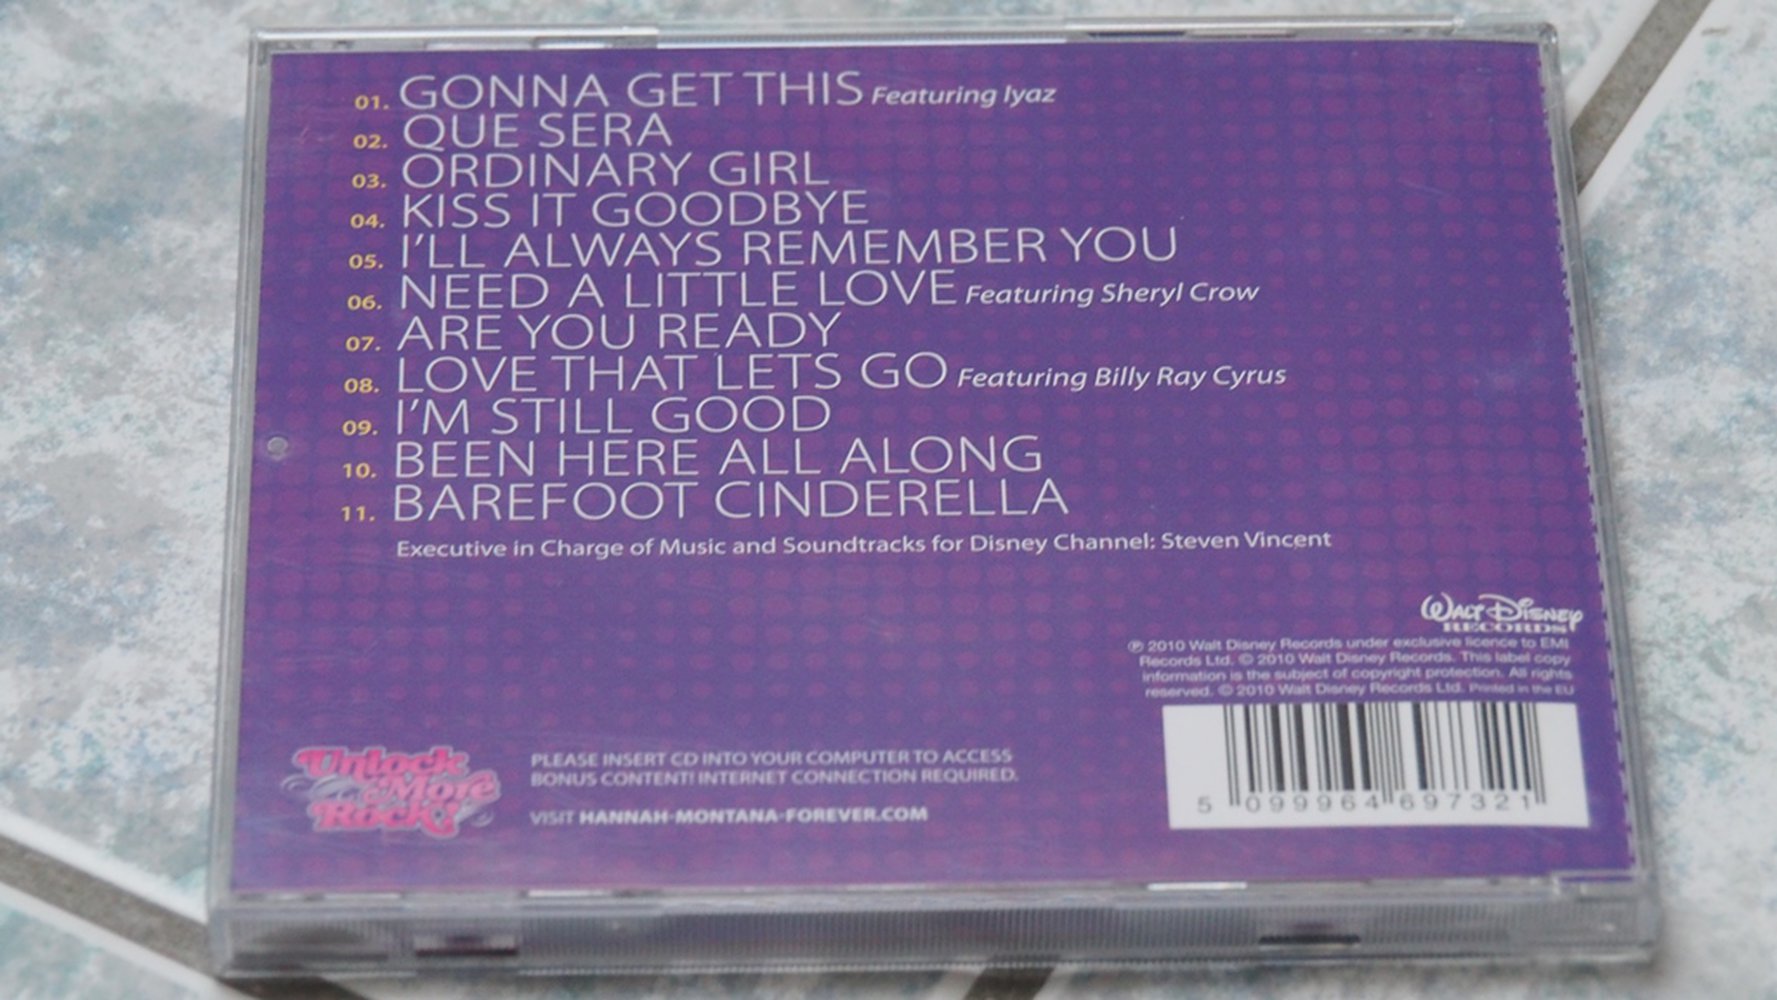 01. GONNA GET THIS Featuring Iyaz
02. QUE SERA
03. ORDINARY GIRL
04. KISS IT GOODBYE
05. I'LL ALWAYS REMEMBER YOU
06. NEED A LITTLE LOVE Featuring Sheryl Crow
07. ARE YOU READY
08. LOVE THAT LETS GO Featuring Billy Ray Cyrus
09. I'M STILL GOOD
10. BEEN HERE ALL ALONG
11. BAREFOOT CINDERELLA
Executive in Charge of Music and Soundtracks for Disney Channel: Steven Vincent
WALT DISNEY
RECORDS
℗ 2010 Walt Disney Records under exclusive licence to EMI
Records Ltd. © 2010 Walt Disney Records. This label copy
information is the subject of copyright protection. All rights
reserved. © 2010 Walt Disney Records Ltd. Printed in the EU
Unlock
More
Rock!
PLEASE INSERT CD INTO YOUR COMPUTER TO ACCESS
BONUS CONTENT! INTERNET CONNECTION REQUIRED.
VISIT HANNAH-MONTANA-FOREVER.COM
5 099964 697321